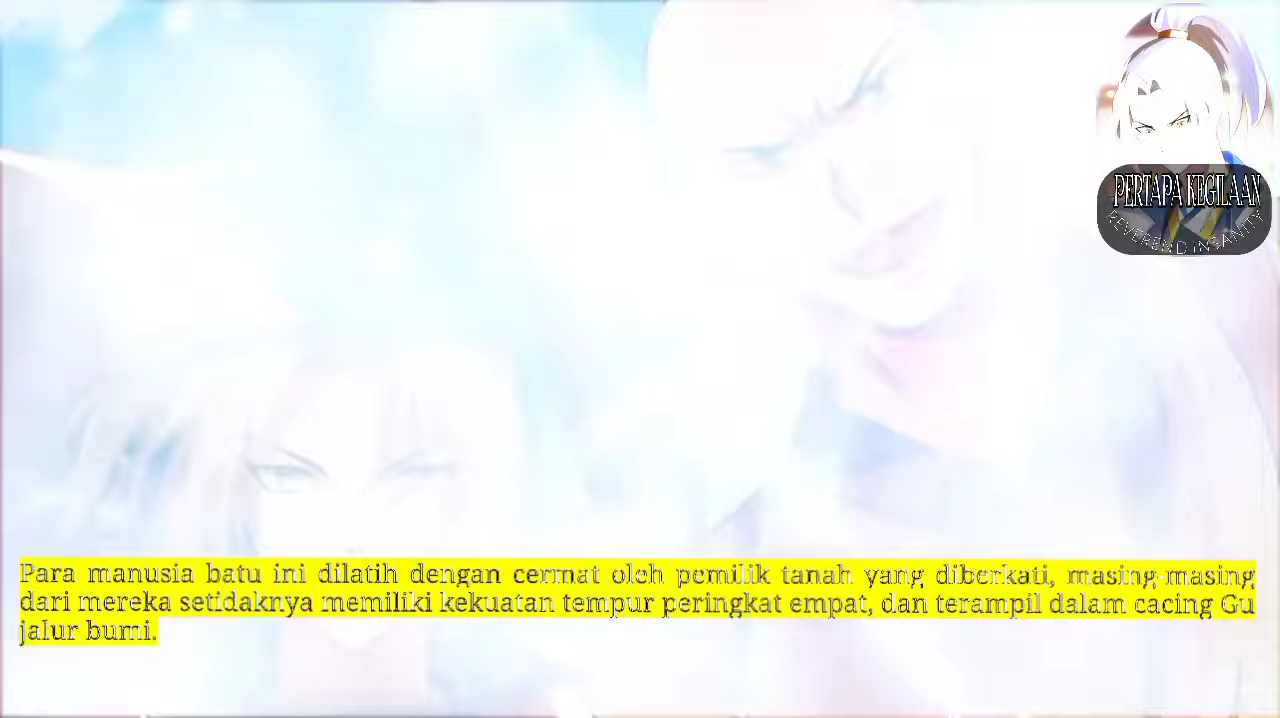 PERTAPA KEGILAAN
REVEREND INSANITY
Para manusia batu ini dilatih dengan cermat oleh pemilik tanah yang diberkati, masing-masing
dari mereka setidaknya memiliki kekuatan tempur peringkat empat, dan terampil dalam cacing Gu
jalur bumi.